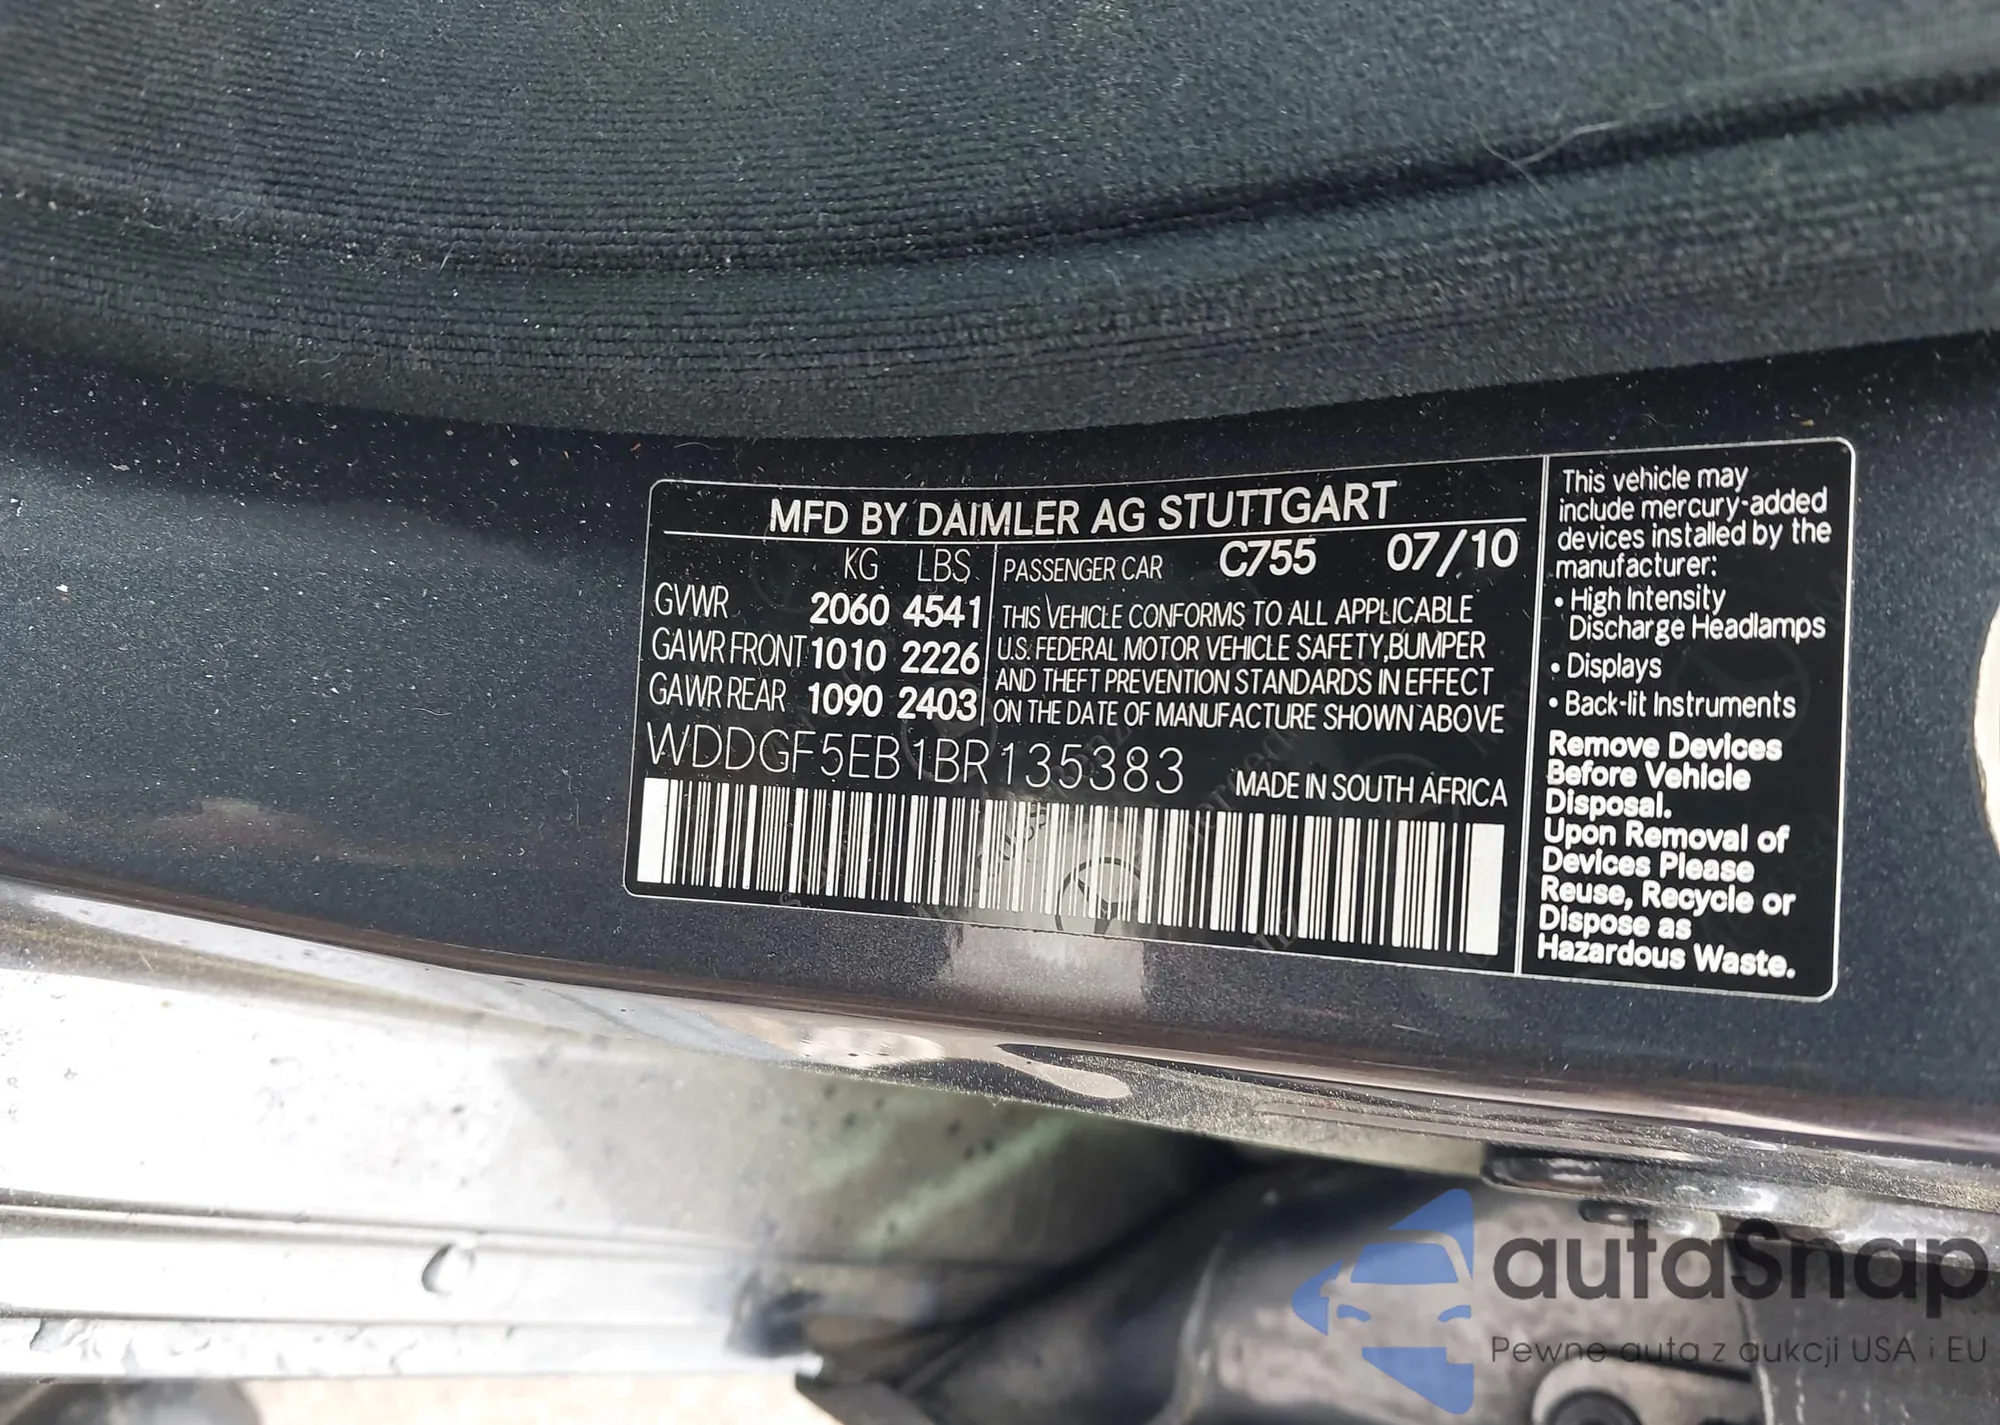 MFD BY DAIMLER AG STUTTGART
KG LBS
GVWR 2060 4541
GAWR FRONT 1010 2226
GAWR REAR 1090 2403
PASSENGER CAR C755 07/10
THIS VEHICLE CONFORMS TO ALL APPLICABLE
U.S. FEDERAL MOTOR VEHICLE SAFETY,BUMPER
AND THEFT PREVENTION STANDARDS IN EFFECT
ON THE DATE OF MANUFACTURE SHOWN ABOVE
WDDGF5EB1BR135383
MADE IN SOUTH AFRICA
This vehicle may
include mercury-added
devices installed by the
manufacturer:
• High Intensity
Discharge Headlamps
• Displays
• Back-lit Instruments
Remove Devices
Before Vehicle
Disposal.
Upon Removal of
Devices Please
Reuse, Recycle or
Dispose as
Hazardous Waste.
autaSnap
Pewne auta z aukcji USA i EU